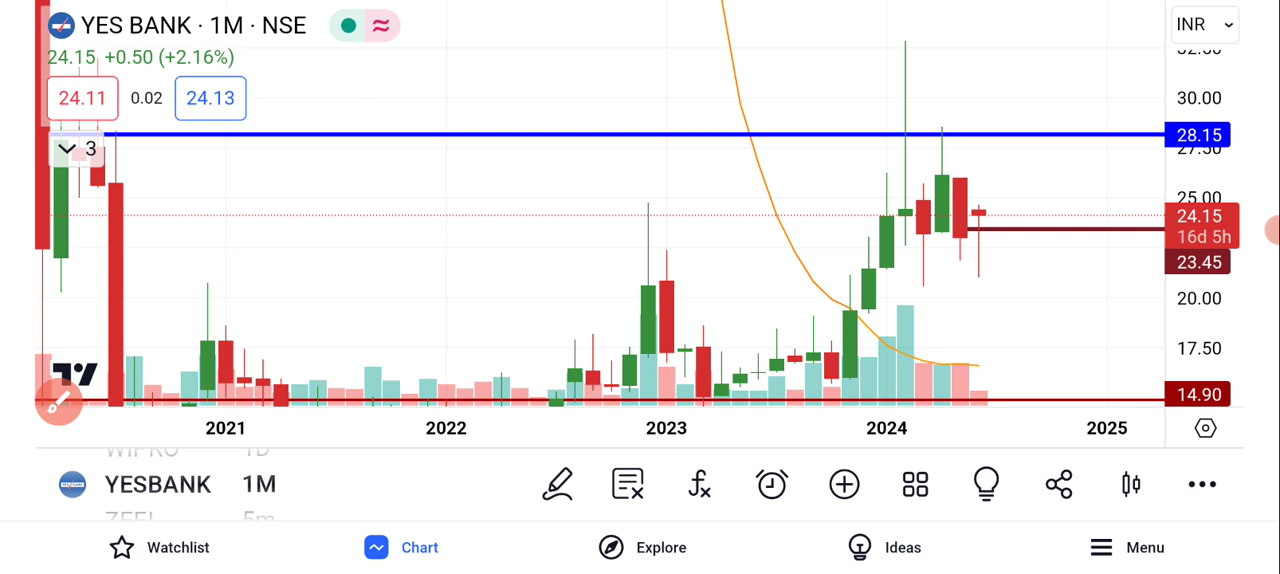 YES BANK · 1M · NSE
INR
24.15 +0.50 (+2.16%)
32.50
24.11 0.02 24.13
30.00
28.15
3
27.50
25.00
24.15
16d 5h
23.45
20.00
17.50
14.90
2021 2022 2023 2024 2025
WIPRO 1D
YESBANK 1M
ZEEL 5m
Watchlist Chart Explore Ideas Menu